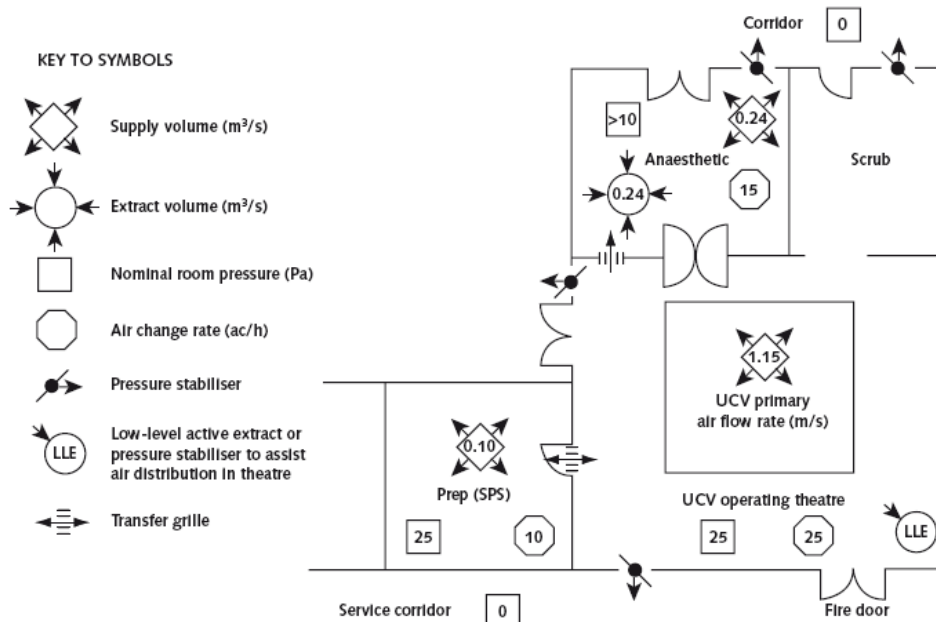 KEY TO SYMBOLS
Supply volume (m³/s)
Extract volume (m³/s)
Nominal room pressure (Pa)
Air change rate (ac/h)
Pressure stabiliser
LLE
Low-level active extract or
pressure stabiliser to assist
air distribution in theatre
Transfer grille
Corridor
0
>10
0.24
Anaesthetic
Scrub
0.24
15
1.15
UCV primary
air flow rate (m/s)
0.10
Prep (SPS)
25
10
UCV operating theatre
25
25
LLE
Service corridor
0
Fire door